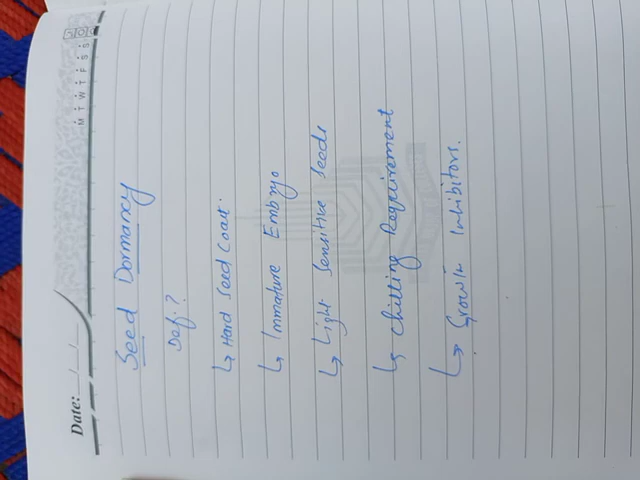 M T W T F S S
Date:
Seed Dormancy
Def.?
↳ Hard Seed Coat.
↳ Immature Embryo
↳ Light Sensitive seeds
↳ Chilling Requirement
↳ Growth Inhibitors.